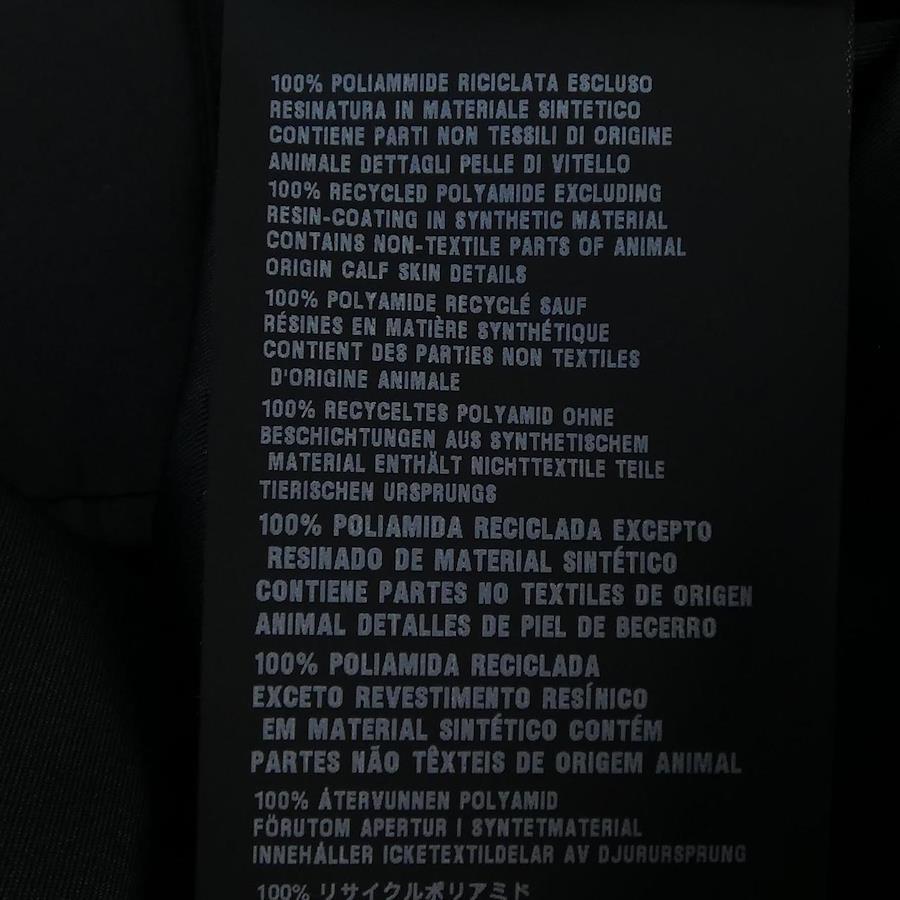 100% POLIAMMIDE RICICLATA ESCLUSO
RESINATURA IN MATERIALE SINTETICO
CONTIENE PARTI NON TESSILI DI ORIGINE
ANIMALE DETTAGLI PELLE DI VITELLO
100% RECYCLED POLYAMIDE EXCLUDING
RESIN-COATING IN SYNTHETIC MATERIAL
CONTAINS NON-TEXTILE PARTS OF ANIMAL
ORIGIN CALF SKIN DETAILS
100% POLYAMIDE RECYCLÉ SAUF
RÉSINES EN MATIÈRE SYNTHÉTIQUE
CONTIENT DES PARTIES NON TEXTILES
D'ORIGINE ANIMALE
100% RECYCELTES POLYAMID OHNE
BESCHICHTUNGEN AUS SYNTHETISCHEM
MATERIAL ENTHÄLT NICHTTEXTILE TEILE
TIERISCHEN URSPRUNGS
100% POLIAMIDA RECICLADA EXCEPTO
RESINADO DE MATERIAL SINTÉTICO
CONTIENE PARTES NO TEXTILES DE ORIGEN
ANIMAL DETALLES DE PIEL DE BECERRO
100% POLIAMIDA RECICLADA
EXCETO REVESTIMENTO RESÍNICO
EM MATERIAL SINTÉTICO CONTÉM
PARTES NÃO TÊXTEIS DE ORIGEM ANIMAL
100% ÅTERVUNNEN POLYAMID
FÖRUTOM APERTUR I SYNTETMATERIAL
INNEHÅLLER ICKETEXTILDELAR AV DJURURSPRUNG
100% リサイクルポリアミド